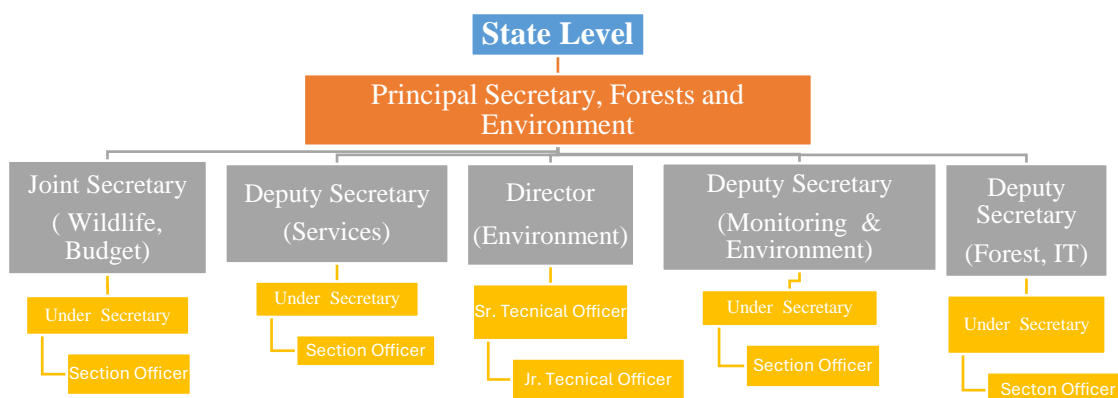 State Level
Principal Secretary, Forests and
Environment
Joint Secretary
( Wildlife,
Budget)
Under Secretary
Section Officer
Deputy Secretary
(Services)
Under Secretary
Section Officer
Director
(Environment)
Sr. Tecnical Officer
Jr. Tecnical Officer
Deputy Secretary
(Monitoring &
Environment)
Under Secretary
Section Officer
Deputy
Secretary
(Forest, IT)
Under Secretary
Secton Officer